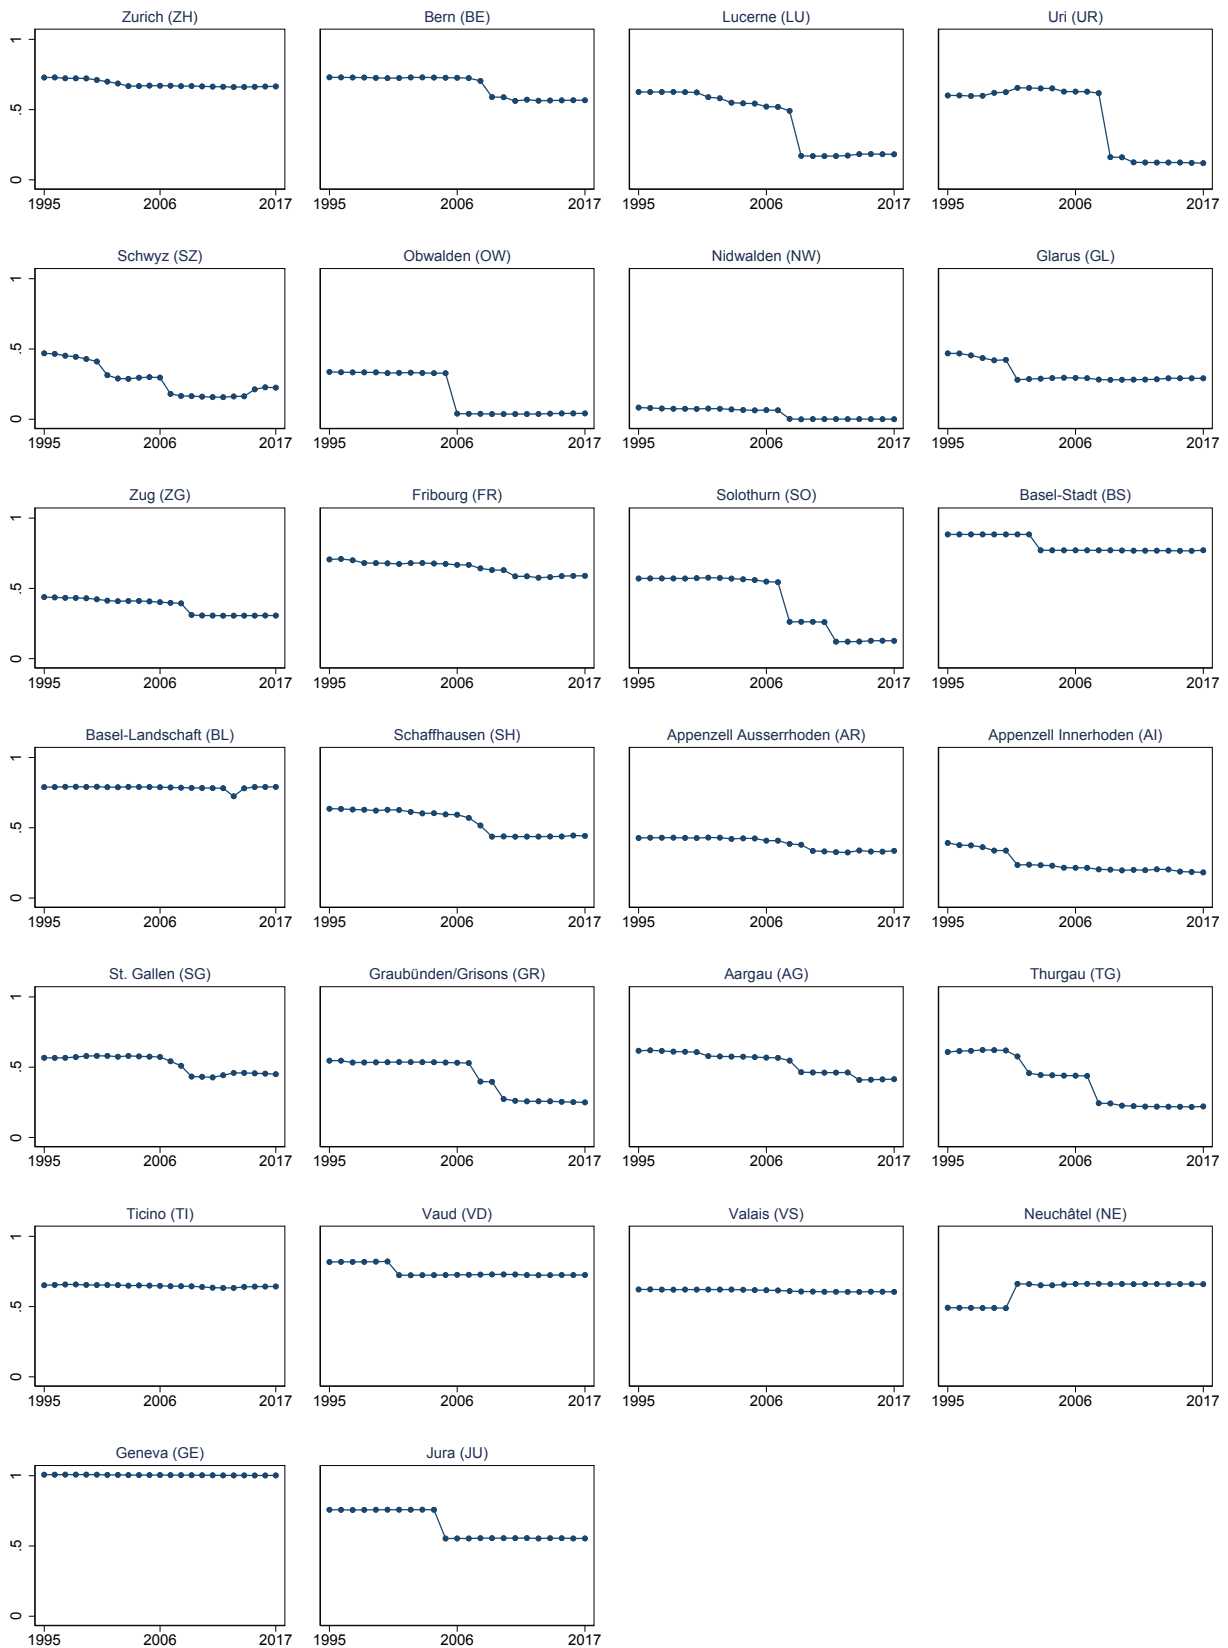 Zurich (ZH) Bern (BE) Lucerne (LU) Uri (UR)
1
.5
0
1995 2006 2017 1995 2006 2017 1995 2006 2017 1995 2006 2017
Schwyz (SZ) Obwalden (OW) Nidwalden (NW) Glarus (GL)
1
.5
0
1995 2006 2017 1995 2006 2017 1995 2006 2017 1995 2006 2017
Zug (ZG) Fribourg (FR) Solothurn (SO) Basel-Stadt (BS)
1
.5
0
1995 2006 2017 1995 2006 2017 1995 2006 2017 1995 2006 2017
Basel-Landschaft (BL) Schaffhausen (SH) Appenzell Ausserrhoden (AR) Appenzell Innerhoden (AI)
1
.5
0
1995 2006 2017 1995 2006 2017 1995 2006 2017 1995 2006 2017
St. Gallen (SG) Graubünden/Grisons (GR) Aargau (AG) Thurgau (TG)
1
.5
0
1995 2006 2017 1995 2006 2017 1995 2006 2017 1995 2006 2017
Ticino (TI) Vaud (VD) Valais (VS) Neuchâtel (NE)
1
.5
0
1995 2006 2017 1995 2006 2017 1995 2006 2017 1995 2006 2017
Geneva (GE) Jura (JU)
1
.5
0
1995 2006 2017 1995 2006 2017